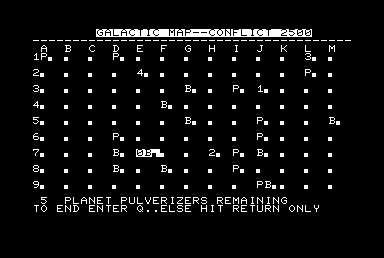 GALACTIC MAP--CONFLICT 2500
A B C D E F G H I J K L M
1P. . . P. . . . . . . . 3. .
2. . . . 4. . . . . . . P. .
3. . . . . . B. . P. 1. . . .
4. . . . . B. . . . . . . .
5. . . . . . B. . . P. . . B.
6. . . P. . . . . . P. . . .
7. . . B. 0B. . . 2. P. B. . . .
8. . . B. . B. . . P. . . . .
9. . . . . . . . . PB. . . .
5 PLANET PULVERIZERS REMAINING
TO END ENTER Q..ELSE HIT RETURN ONLY